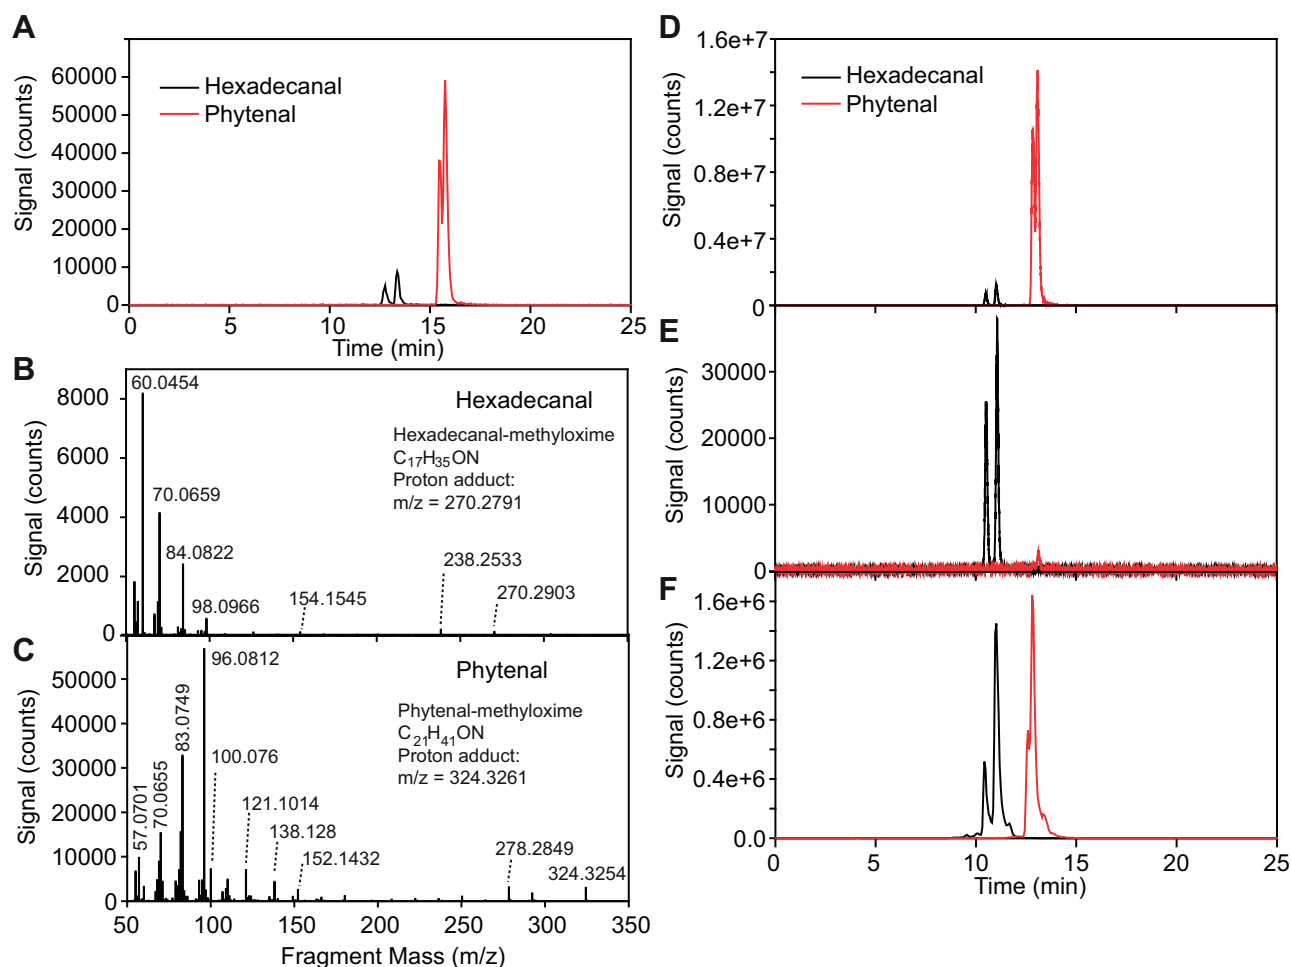 A
Signal (counts)
60000
50000
40000
30000
20000
10000
0
Hexadecanal
Phytenal
0 5 10 15 20 25
Time (min)
B
Signal (counts)
8000
6000
4000
2000
0
60.0454
70.0659
84.0822
98.0966
154.1545
238.2533
270.2903
Hexadecanal
Hexadecanal-methyloxime
C17H35ON
Proton adduct:
m/z = 270.2791
C
Signal (counts)
50000
40000
30000
20000
10000
0
57.0701
70.0655
83.0749
96.0812
100.076
121.1014
138.128
152.1432
278.2849
324.3254
Phytenal
Phytenal-methyloxime
C21H41ON
Proton adduct:
m/z = 324.3261
50 100 150 200 250 300 350
Fragment Mass (m/z)
D
Signal (counts)
1.6e+7
1.2e+7
0.8e+7
0.4e+7
0
Hexadecanal
Phytenal
E
Signal (counts)
30000
20000
10000
0
F
Signal (counts)
1.6e+6
1.2e+6
0.8e+6
0.4e+6
0.0
0 5 10 15 20 25
Time (min)